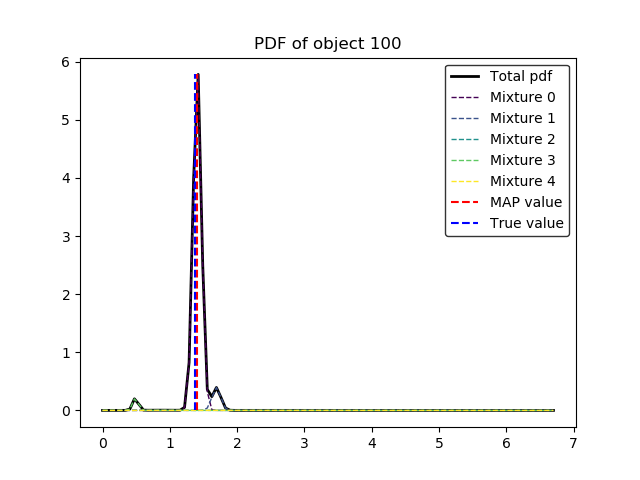 PDF of object 100
6
5
4
3
2
1
0
Total pdf
Mixture 0
Mixture 1
Mixture 2
Mixture 3
Mixture 4
MAP value
True value
0 1 2 3 4 5 6 7